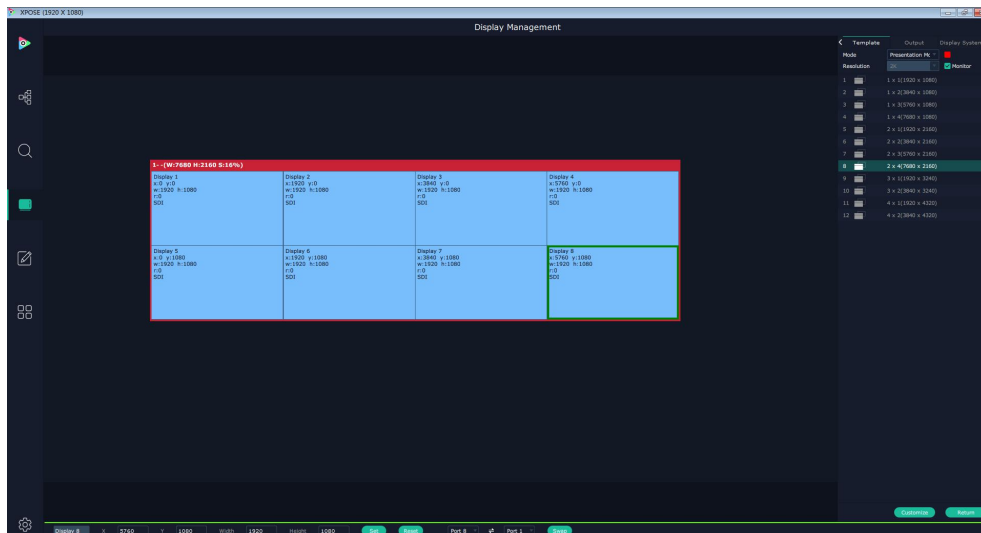 XPOSE (1920 X 1080)
Display Management
Template Output Display System
Mode Presentation Mc
Resolution 2K Monitor
1 1 x 1(1920 x 1080)
2 1 x 2(3840 x 1080)
3 1 x 3(5760 x 1080)
4 1 x 4(7680 x 1080)
5 2 x 1(1920 x 2160)
6 2 x 2(3840 x 2160)
7 2 x 3(5760 x 2160)
8 2 x 4(7680 x 2160)
9 3 x 1(1920 x 3240)
10 3 x 2(3840 x 3240)
11 4 x 1(1920 x 4320)
12 4 x 2(3840 x 4320)
1--(W:7680 H:2160 S:16%)
Display 1
x:0 y:0
w:1920 h:1080
r:0
SDI
Display 2
x:1920 y:0
w:1920 h:1080
r:0
SDI
Display 3
x:3840 y:0
w:1920 h:1080
r:0
SDI
Display 4
x:5760 y:0
w:1920 h:1080
r:0
SDI
Display 5
x:0 y:1080
w:1920 h:1080
r:0
SDI
Display 6
x:1920 y:1080
w:1920 h:1080
r:0
SDI
Display 7
x:3840 y:1080
w:1920 h:1080
r:0
SDI
Display 8
x:5760 y:1080
w:1920 h:1080
r:0
SDI
Customize Return
Display 8 X 5760 Y 1080 Width 1920 Height 1080 Set Reset Port 8 Port 1 Swap